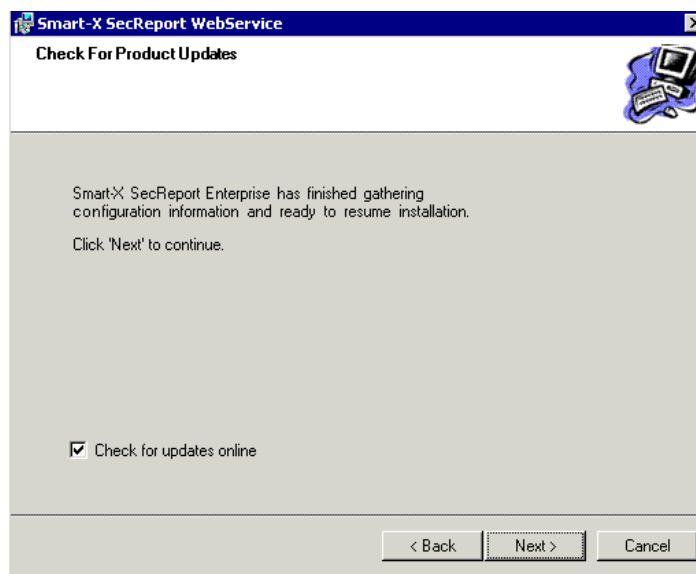 Smart-X SecReport WebService
Check For Product Updates
Smart-X SecReport Enterprise has finished gathering
configuration information and ready to resume installation.
Click 'Next' to continue.
Check for updates online
< Back
Next >
Cancel